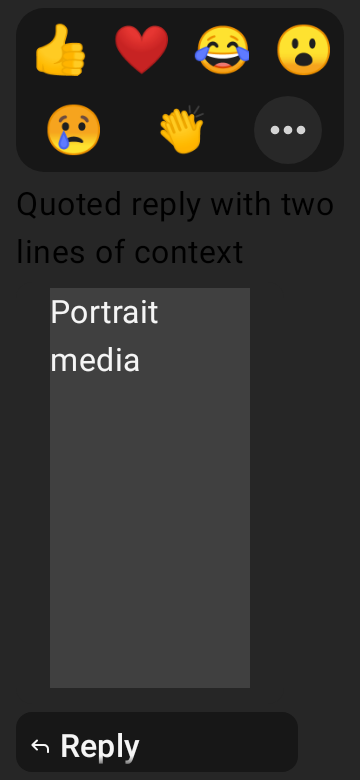 Quoted reply with two
lines of context
Portrait
media
Reply